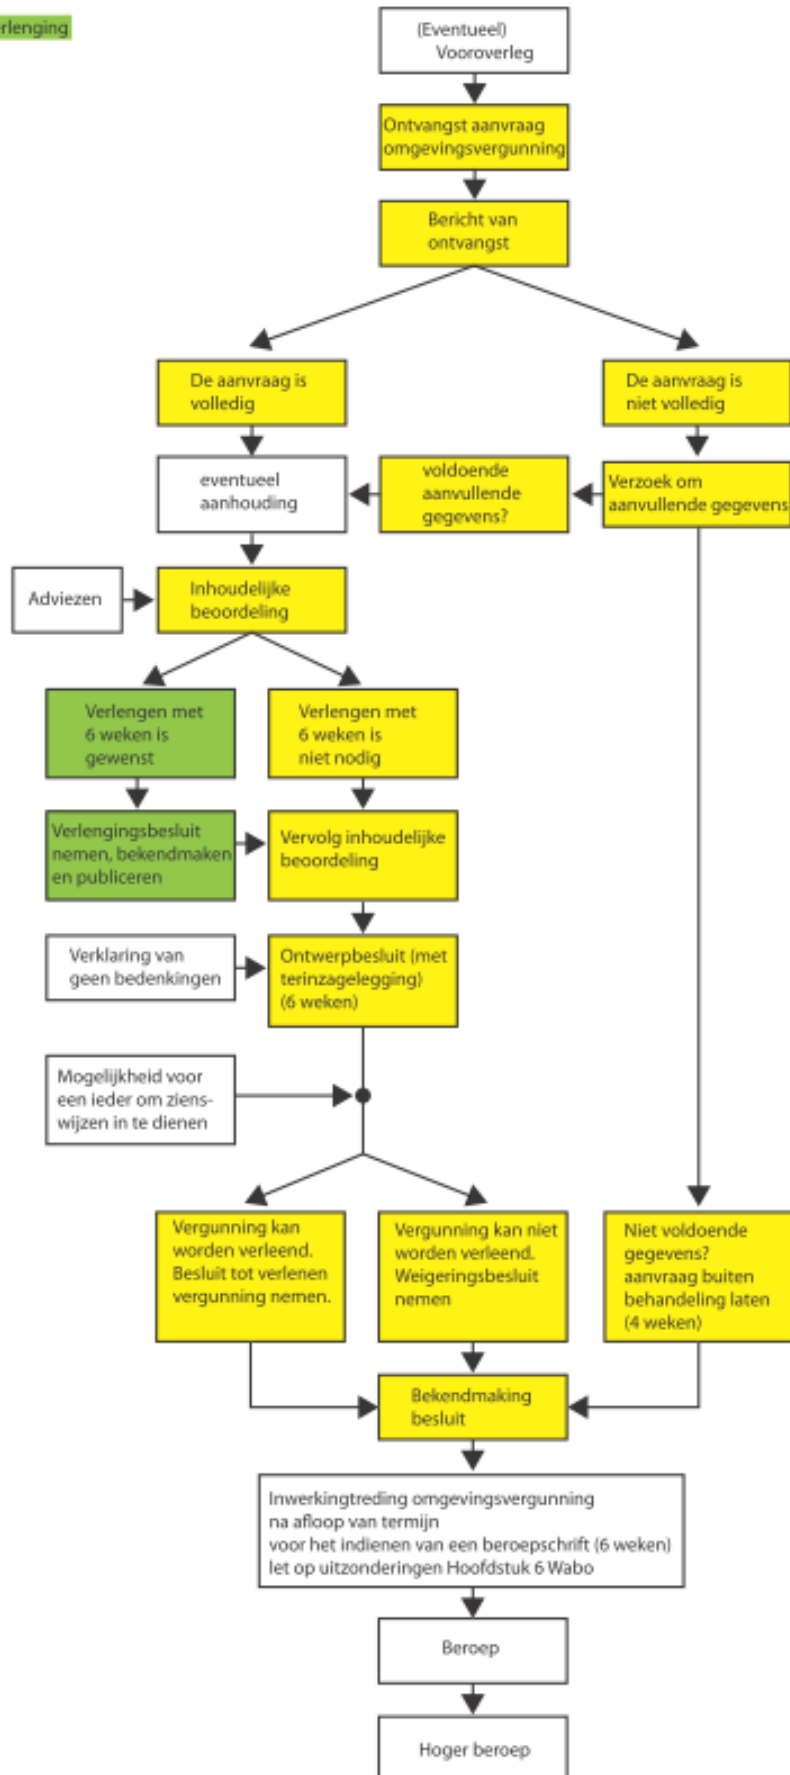 (Eventueel)
Vooroverleg
Ontvangst aanvraag
omgevingsvergunning
Bericht van
ontvangst
De aanvraag is
volledig
De aanvraag is
niet volledig
eventueel
aanhouding
voldoende
aanvullende
gegevens?
Verzoek om
aanvullende gegevens
Adviezen
Inhoudelijke
beoordeling
Verlengen met
6 weken is
gewenst
Verlengen met
6 weken is
niet nodig
Verlengingsbesluit
nemen, bekendmaken
en publiceren
Vervolg inhoudelijke
beoordeling
Verklaring van
geen bedenkingen
Ontwerpbesluit (met
terinzagelegging)
(6 weken)
Mogelijkheid voor
een ieder om ziens-
wijzen in te dienen
Vergunning kan
worden verleend.
Besluit tot verlenen
vergunning nemen.
Vergunning kan niet
worden verleend.
Weigeringsbesluit
nemen
Niet voldoende
gegevens?
aanvraag buiten
behandeling laten
(4 weken)
Bekendmaking
besluit
Inwerkingtreding omgevingsvergunning
na afloop van termijn
voor het indienen van een beroepschrift (6 weken)
let op uitzonderingen Hoofdstuk 6 Wabo
Beroep
Hoger beroep